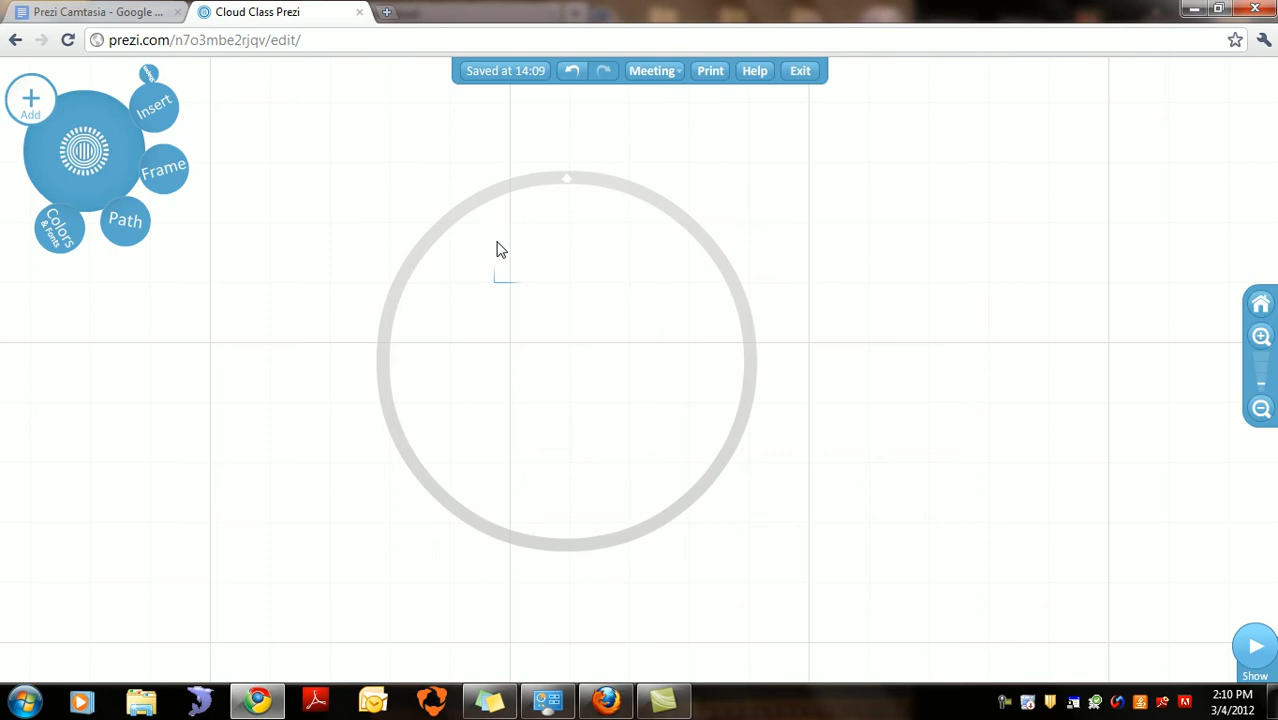 Prezi Camtasia - Google ...
Cloud Class Prezi
prezi.com/n7o3mbe2rjqv/edit/
Saved at 14:09
Meeting
Print
Help
Exit
Add
Insert
Frame
Path
Colors
& Fonts
Show
2:10 PM
3/4/2012